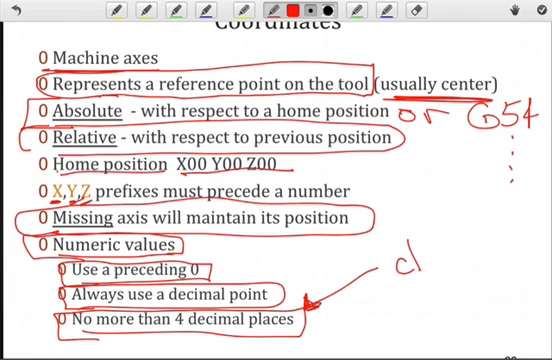 Coordinates
0 Machine axes
0 Represents a reference point on the tool (usually center)
0 Absolute - with respect to a home position or G54
0 Relative - with respect to previous position
0 Home position X00 Y00 Z00
0 X,Y,Z prefixes must precede a number
0 Missing axis will maintain its position
0 Numeric values
0 Use a preceding 0
0 Always use a decimal point
0 No more than 4 decimal places